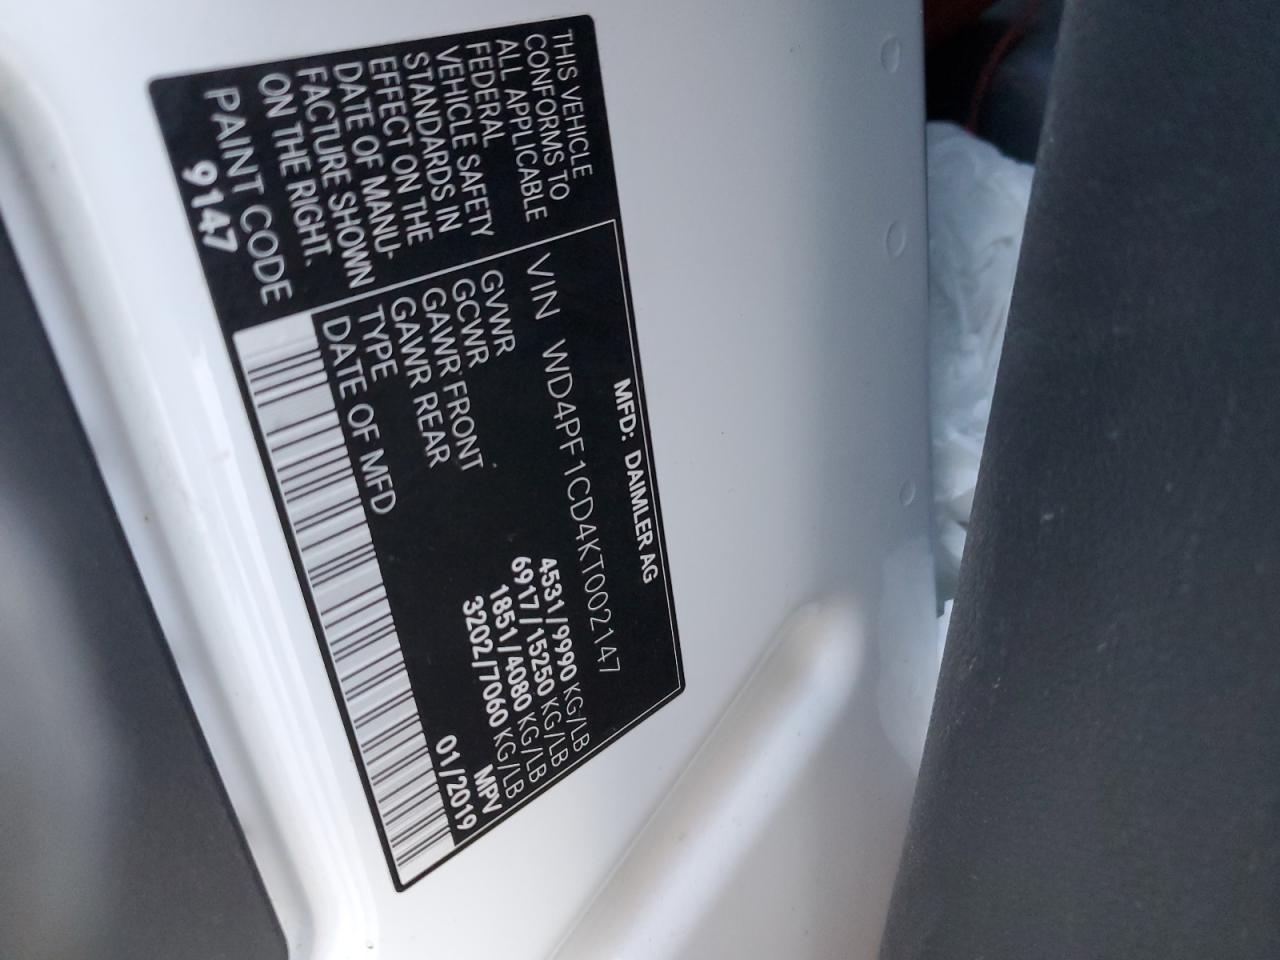 MFD: DAIMLER AG
VIN WD4PF1CD4KT002147
THIS VEHICLE
CONFORMS TO
ALL APPLICABLE
FEDERAL
VEHICLE SAFETY
STANDARDS IN
EFFECT ON THE
DATE OF MANU-
FACTURE SHOWN
ON THE RIGHT.
PAINT CODE
9147
GVWR 4531/9990 KG/LB
GCWR 6917/15250 KG/LB
GAWR FRONT 1851/4080 KG/LB
GAWR REAR 3202/7060 KG/LB
TYPE MPV
DATE OF MFD 01/2019